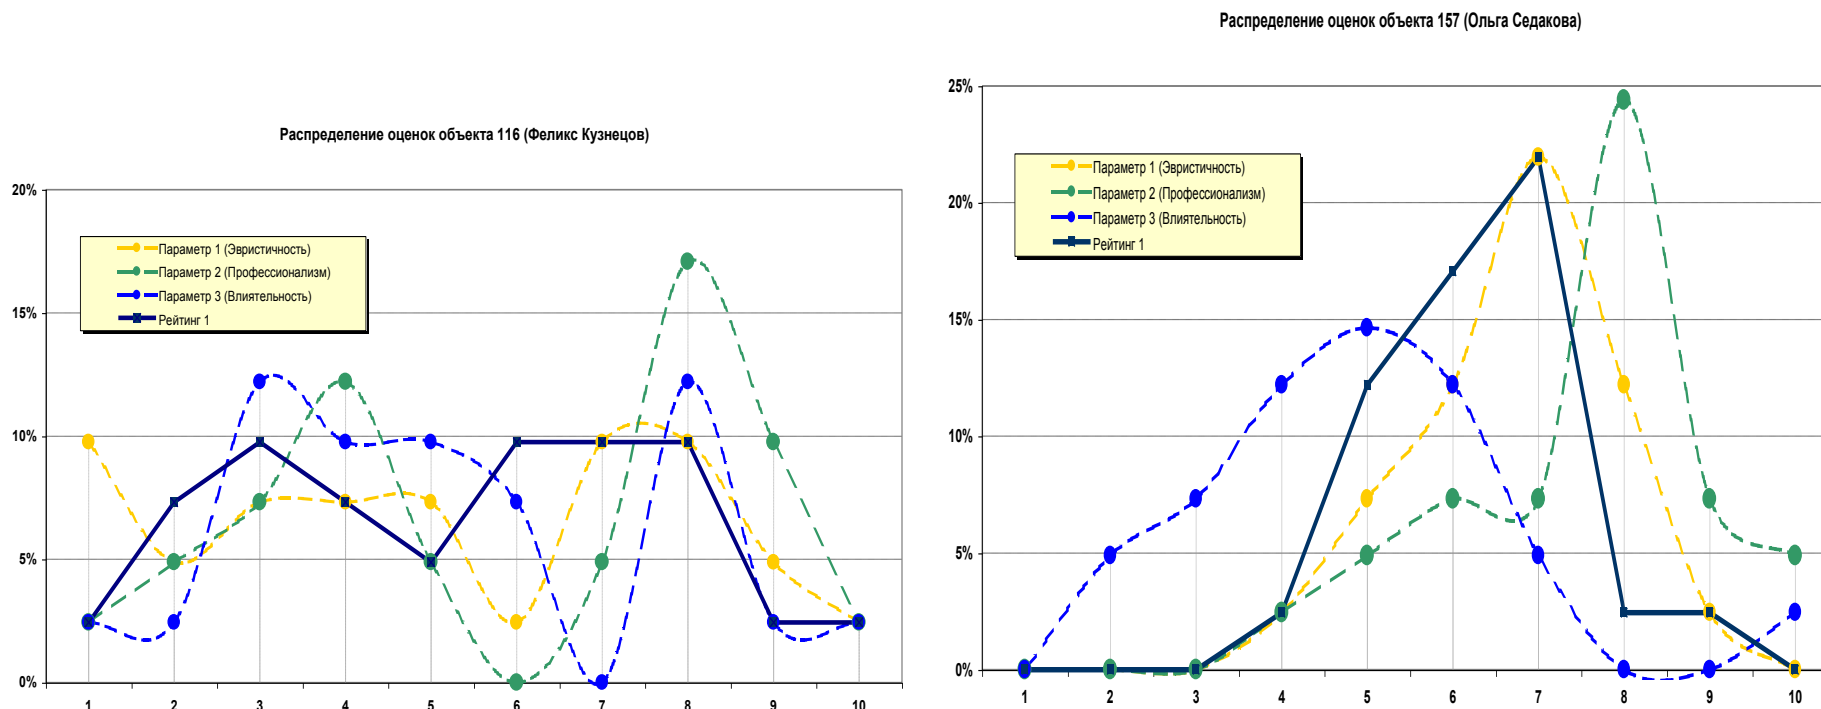 Распределение оценок объекта 116 (Феликс Кузнецов)
20%
15%
10%
5%
0%
Параметр 1 (Эвристичность)
Параметр 2 (Профессионализм)
Параметр 3 (Влиятельность)
Рейтинг 1
1 2 3 4 5 6 7 8 9 10
Распределение оценок объекта 157 (Ольга Седакова)
25%
20%
15%
10%
5%
0%
Параметр 1 (Эвристичность)
Параметр 2 (Профессионализм)
Параметр 3 (Влиятельность)
Рейтинг 1
1 2 3 4 5 6 7 8 9 10